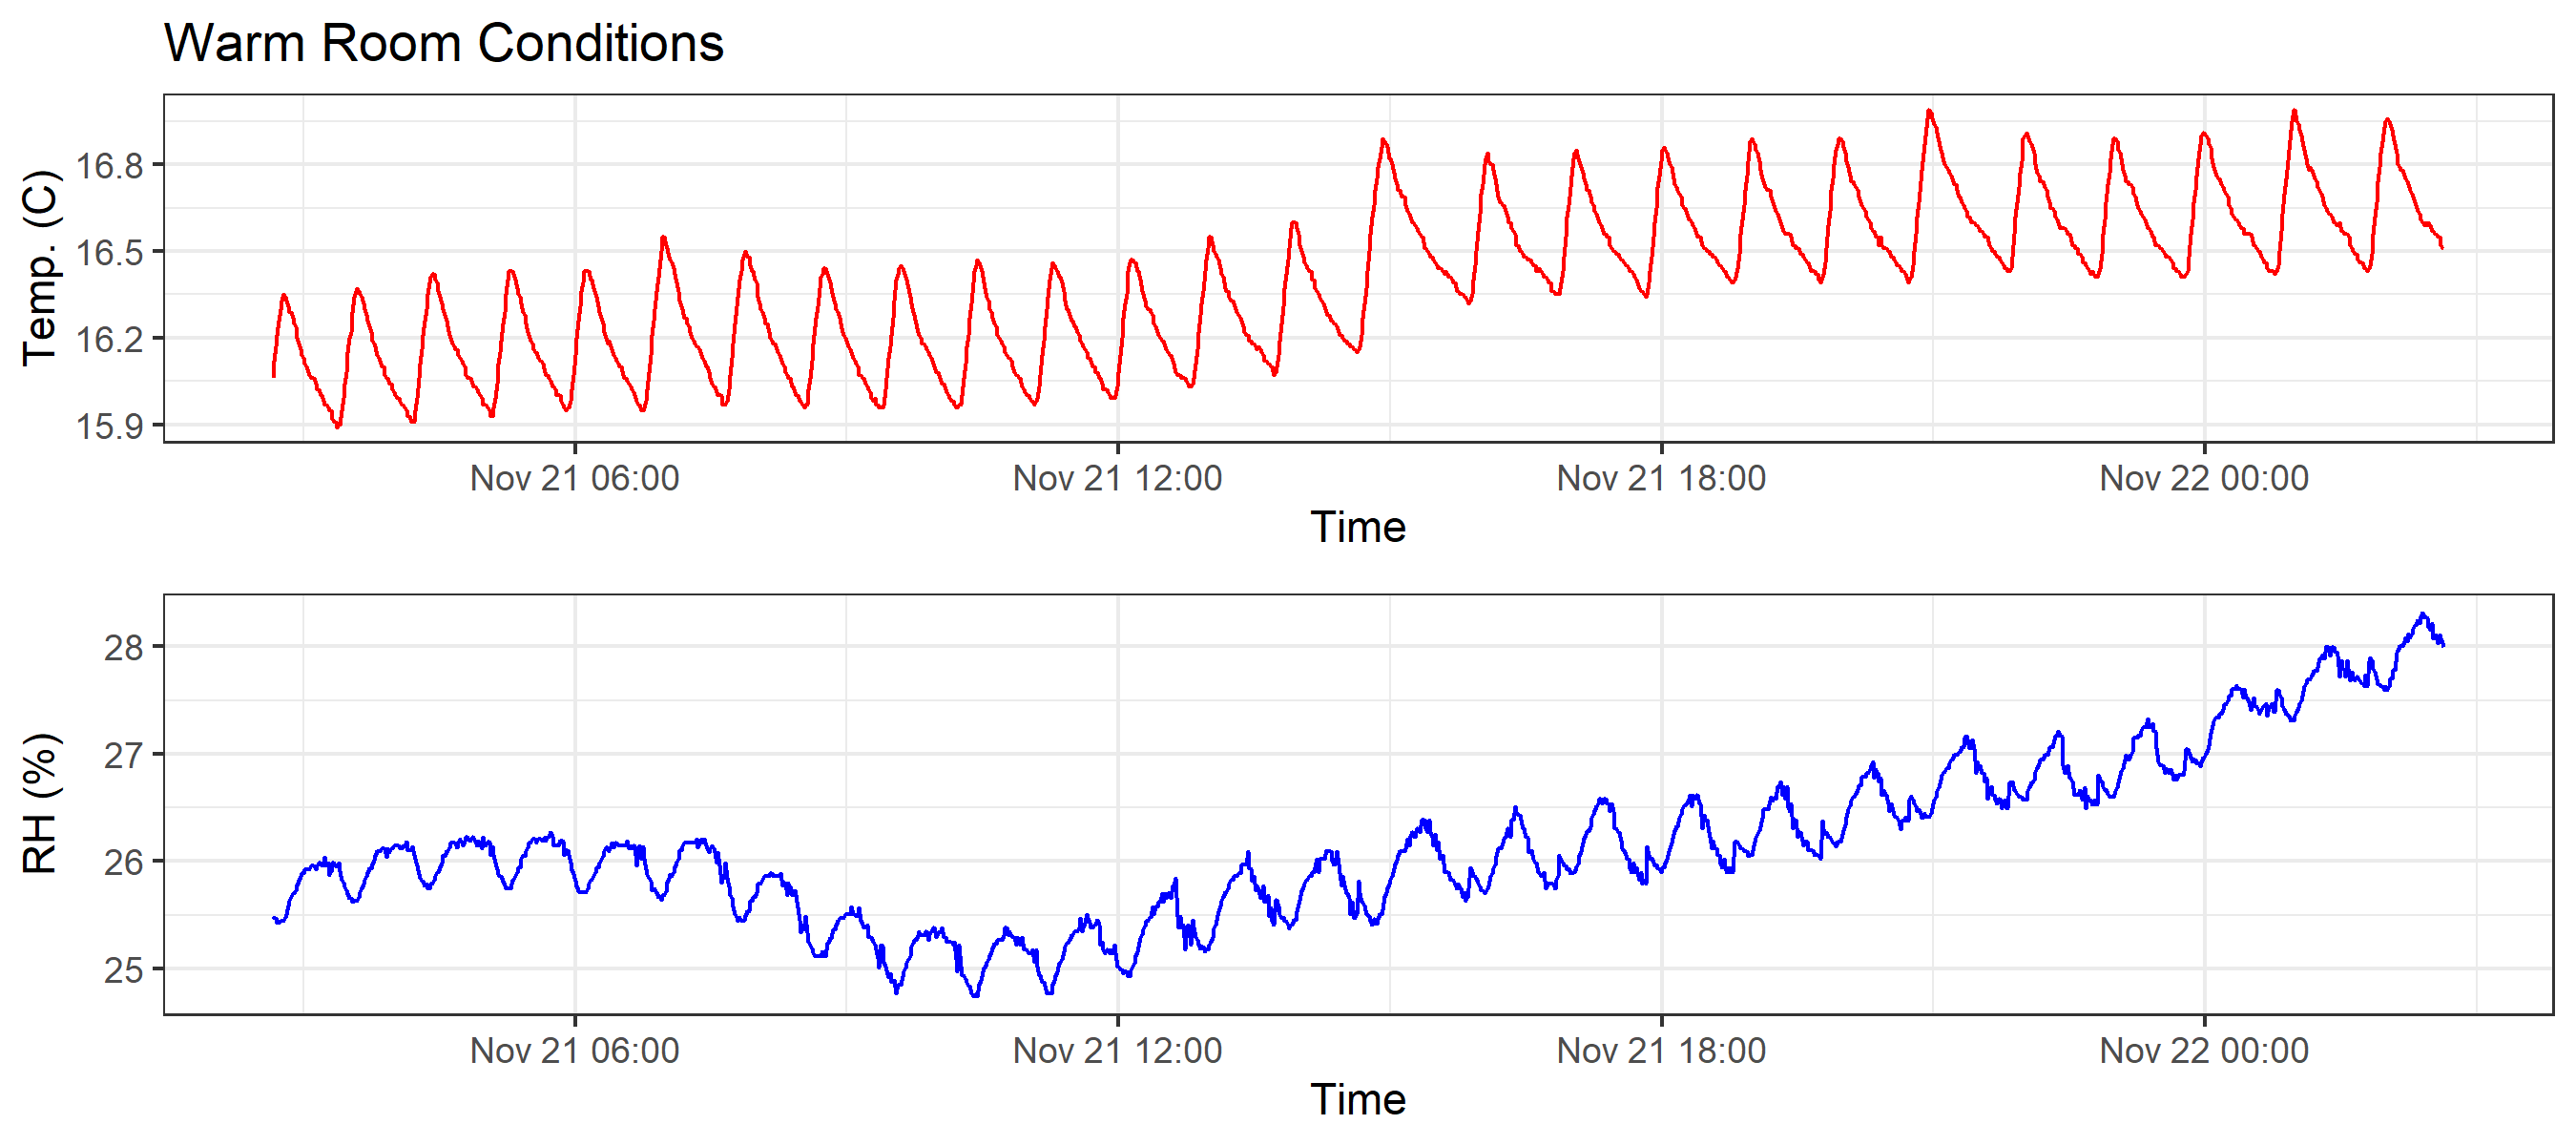 Warm Room Conditions
Temp. (C)
16.8
16.5
16.2
15.9
Nov 21 06:00 Nov 21 12:00 Nov 21 18:00 Nov 22 00:00
Time
RH (%)
28
27
26
25
Nov 21 06:00 Nov 21 12:00 Nov 21 18:00 Nov 22 00:00
Time